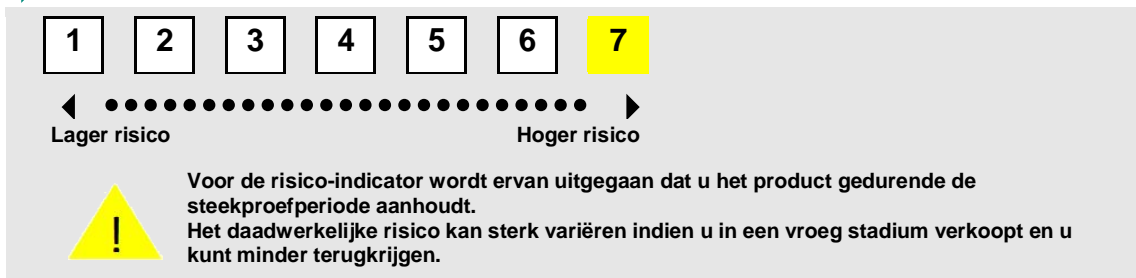 1 2 3 4 5 6 7
Lager risico Hoger risico
! Voor de risico-indicator wordt ervan uitgegaan dat u het product gedurende de
steekproefperiode aanhoudt.
Het daadwerkelijke risico kan sterk variëren indien u in een vroeg stadium verkoopt en u
kunt minder terugkrijgen.